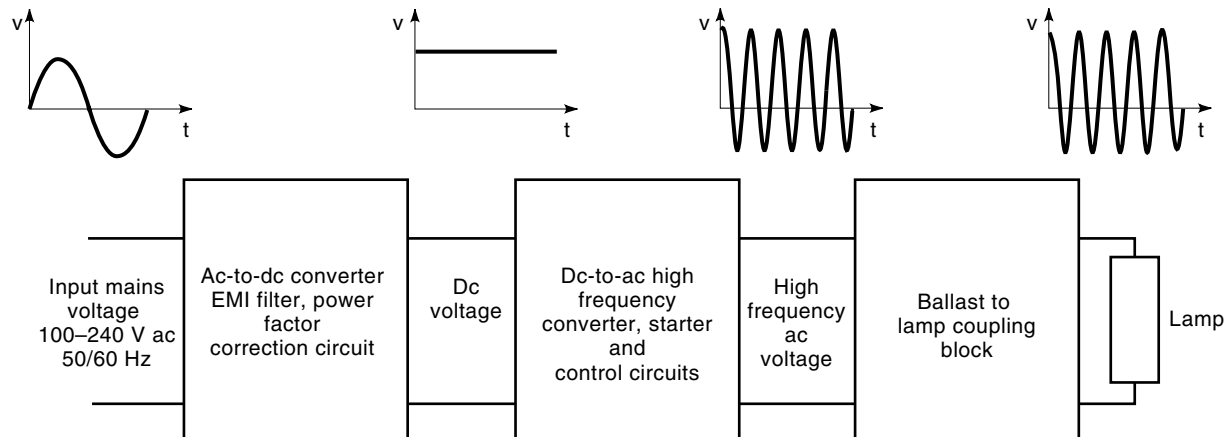 v
t
v
t
v
t
v
t
Input mains
voltage
100–240 V ac
50/60 Hz
Ac-to-dc converter
EMI filter, power
factor
correction circuit
Dc
voltage
Dc-to-ac high
frequency
converter, starter
and
control circuits
High
frequency
ac
voltage
Ballast to
lamp coupling
block
Lamp